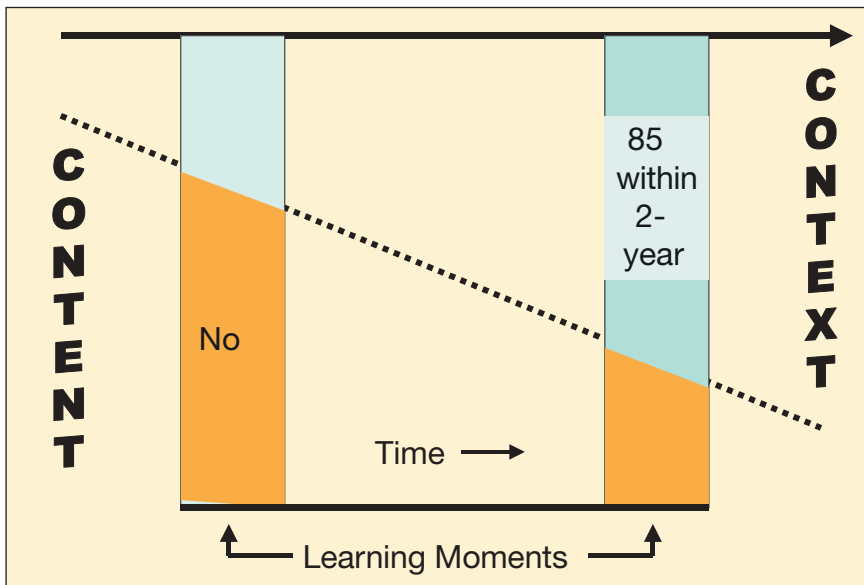 CONTENT
No
85
within
2-
year
CONTEXT
Time
Learning Moments